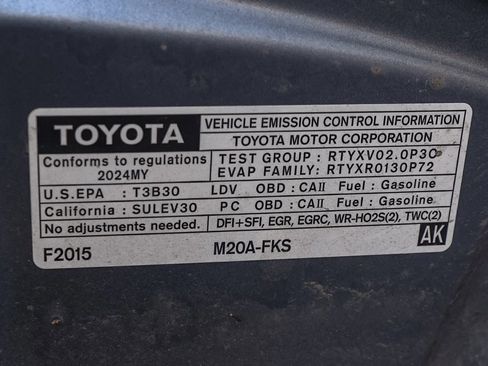 TOYOTA
VEHICLE EMISSION CONTROL INFORMATION
TOYOTA MOTOR CORPORATION
Conforms to regulations
2024MY
TEST GROUP : RTYXV02.0P3C
EVAP FAMILY: RTYXR0130P72
U.S.EPA : T3B30 LDV OBD : CAII Fuel : Gasoline
California : SULEV30 PC OBD : CAII Fuel : Gasoline
No adjustments needed. DFI+SFI, EGR, EGRC, WR-HO2S(2), TWC(2)
F2015 M20A-FKS AK